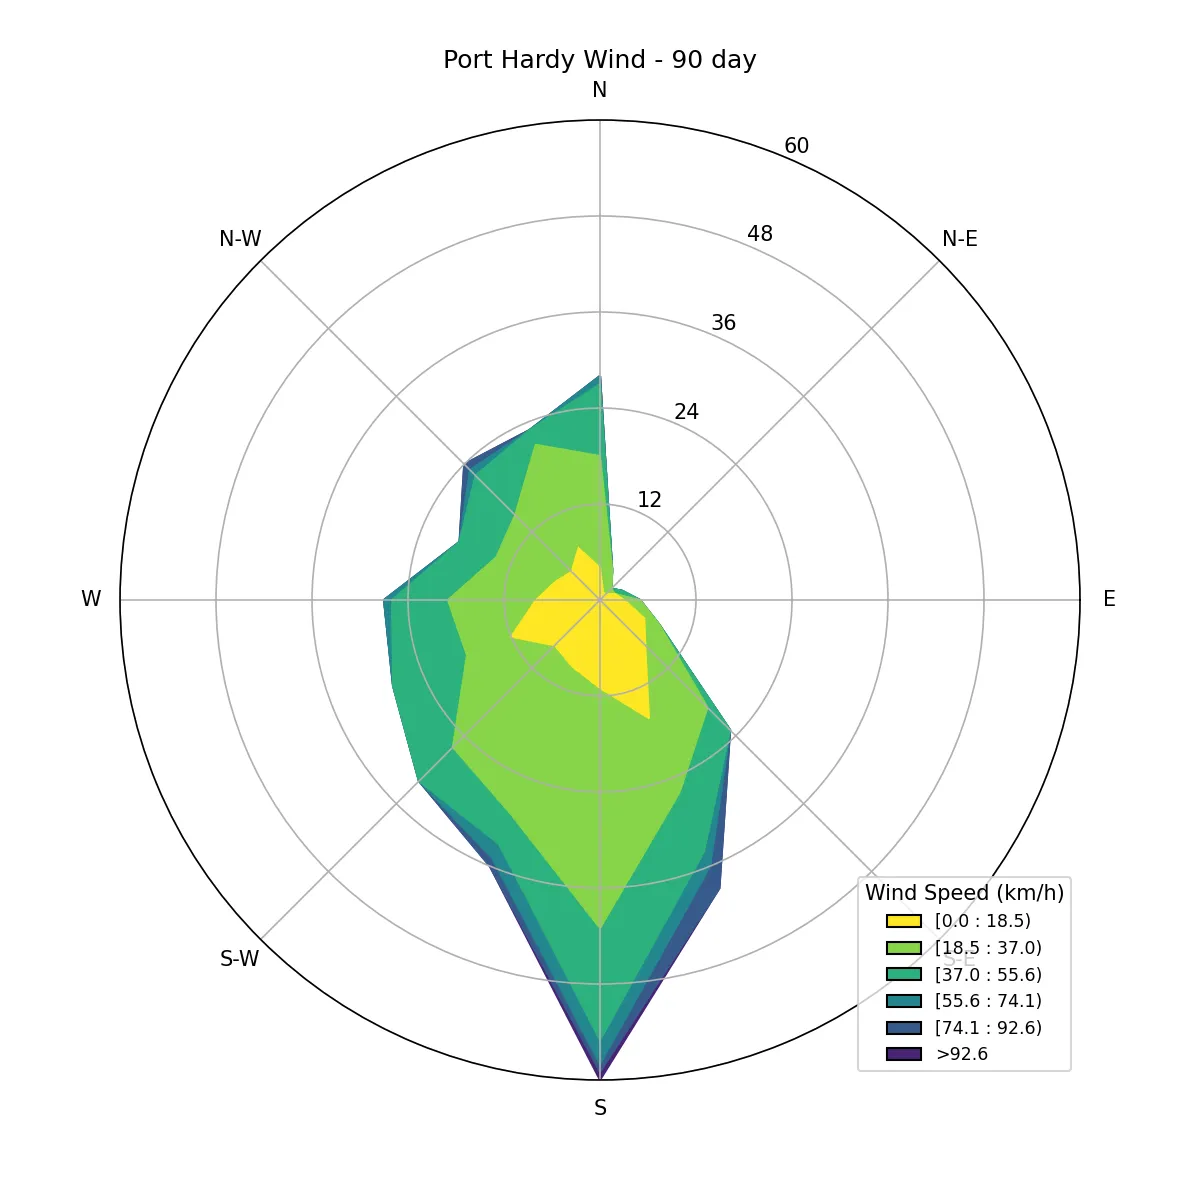 Port Hardy Wind - 90 day
N
60
N-W
48
N-E
36
24
12
W
E
Wind Speed (km/h)
[0.0 : 18.5)
[18.5 : 37.0)
S-W
S-E
[37.0 : 55.6)
[55.6 : 74.1)
[74.1 : 92.6)
>92.6
S